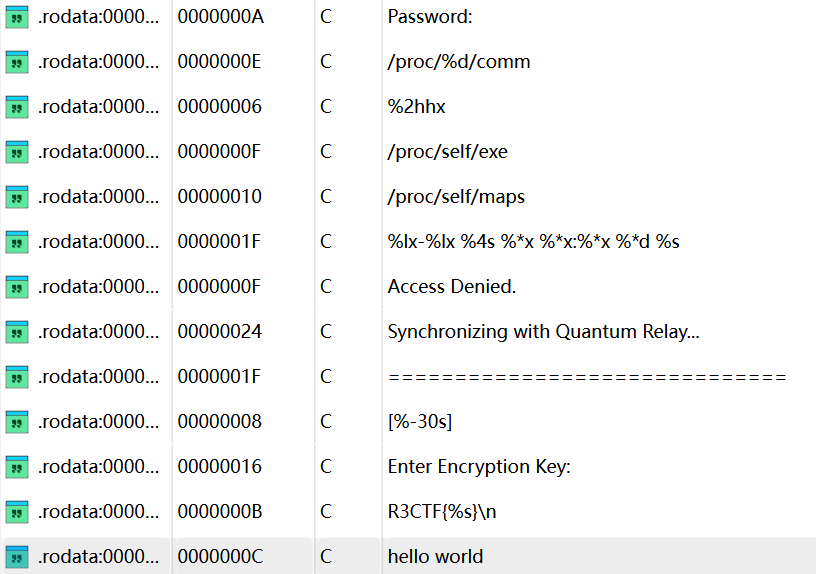 .rodata:0000... 0000000A C Password:
.rodata:0000... 0000000E C /proc/%d/comm
.rodata:0000... 00000006 C %2hhx
.rodata:0000... 0000000F C /proc/self/exe
.rodata:0000... 00000010 C /proc/self/maps
.rodata:0000... 0000001F C %lx-%lx %4s %*x %*x:%*x %*d %s
.rodata:0000... 0000000F C Access Denied.
.rodata:0000... 00000024 C Synchronizing with Quantum Relay...
.rodata:0000... 0000001F C ==============================
.rodata:0000... 00000008 C [%-30s]
.rodata:0000... 00000016 C Enter Encryption Key:
.rodata:0000... 0000000B C R3CTF{%s}\n
.rodata:0000... 0000000C C hello world